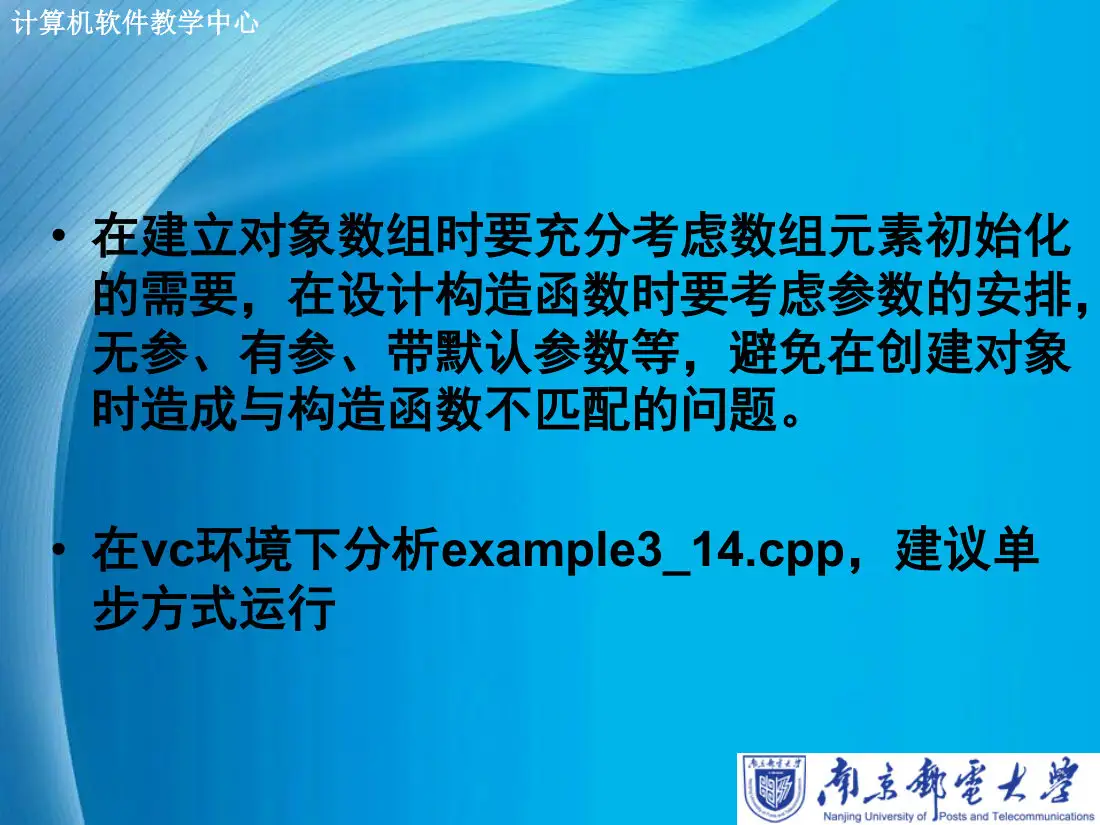 计算机软件教学中心
• 在建立对象数组时要充分考虑数组元素初始化
的需要，在设计构造函数时要考虑参数的安排，
无参、有参、带默认参数等，避免在创建对象
时造成与构造函数不匹配的问题。
• 在vc环境下分析example3_14.cpp，建议单
步方式运行
南京郵電大學
Nanjing University of Posts and Telecommunications